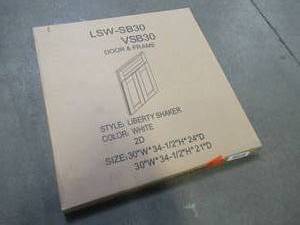 LSW-SB30
VSB30
DOOR & FRAME
STYLE: LIBERTY SHAKER
COLOR: WHITE
2D
SIZE:30"W*34-1/2"H*24"D
30"W*34-1/2"H*21"D